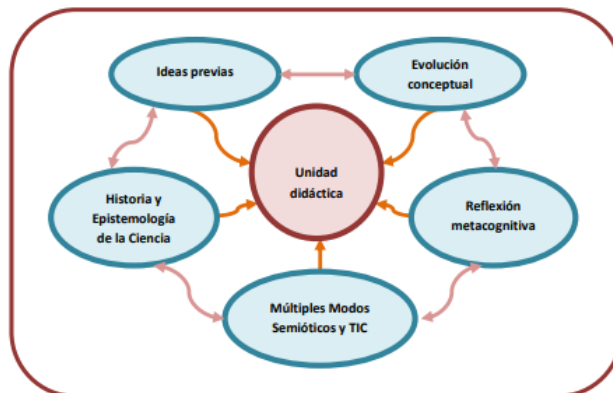 Ideas previas
Evolución
conceptual
Unidad
didáctica
Historia y
Epistemología
de la Ciencia
Reflexión
metacognitiva
Múltiples Modos
Semióticos y TIC